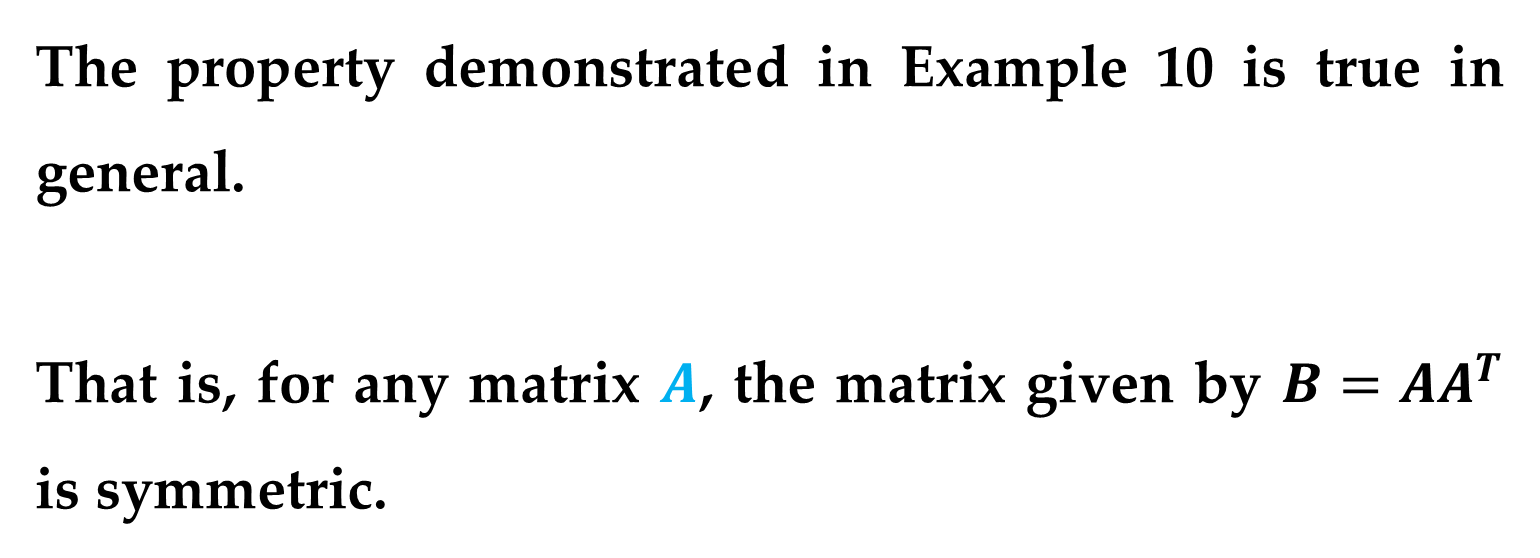 The property demonstrated in Example 10 is true in
general.
That is, for any matrix A, the matrix given by B = AAᵀ
is symmetric.